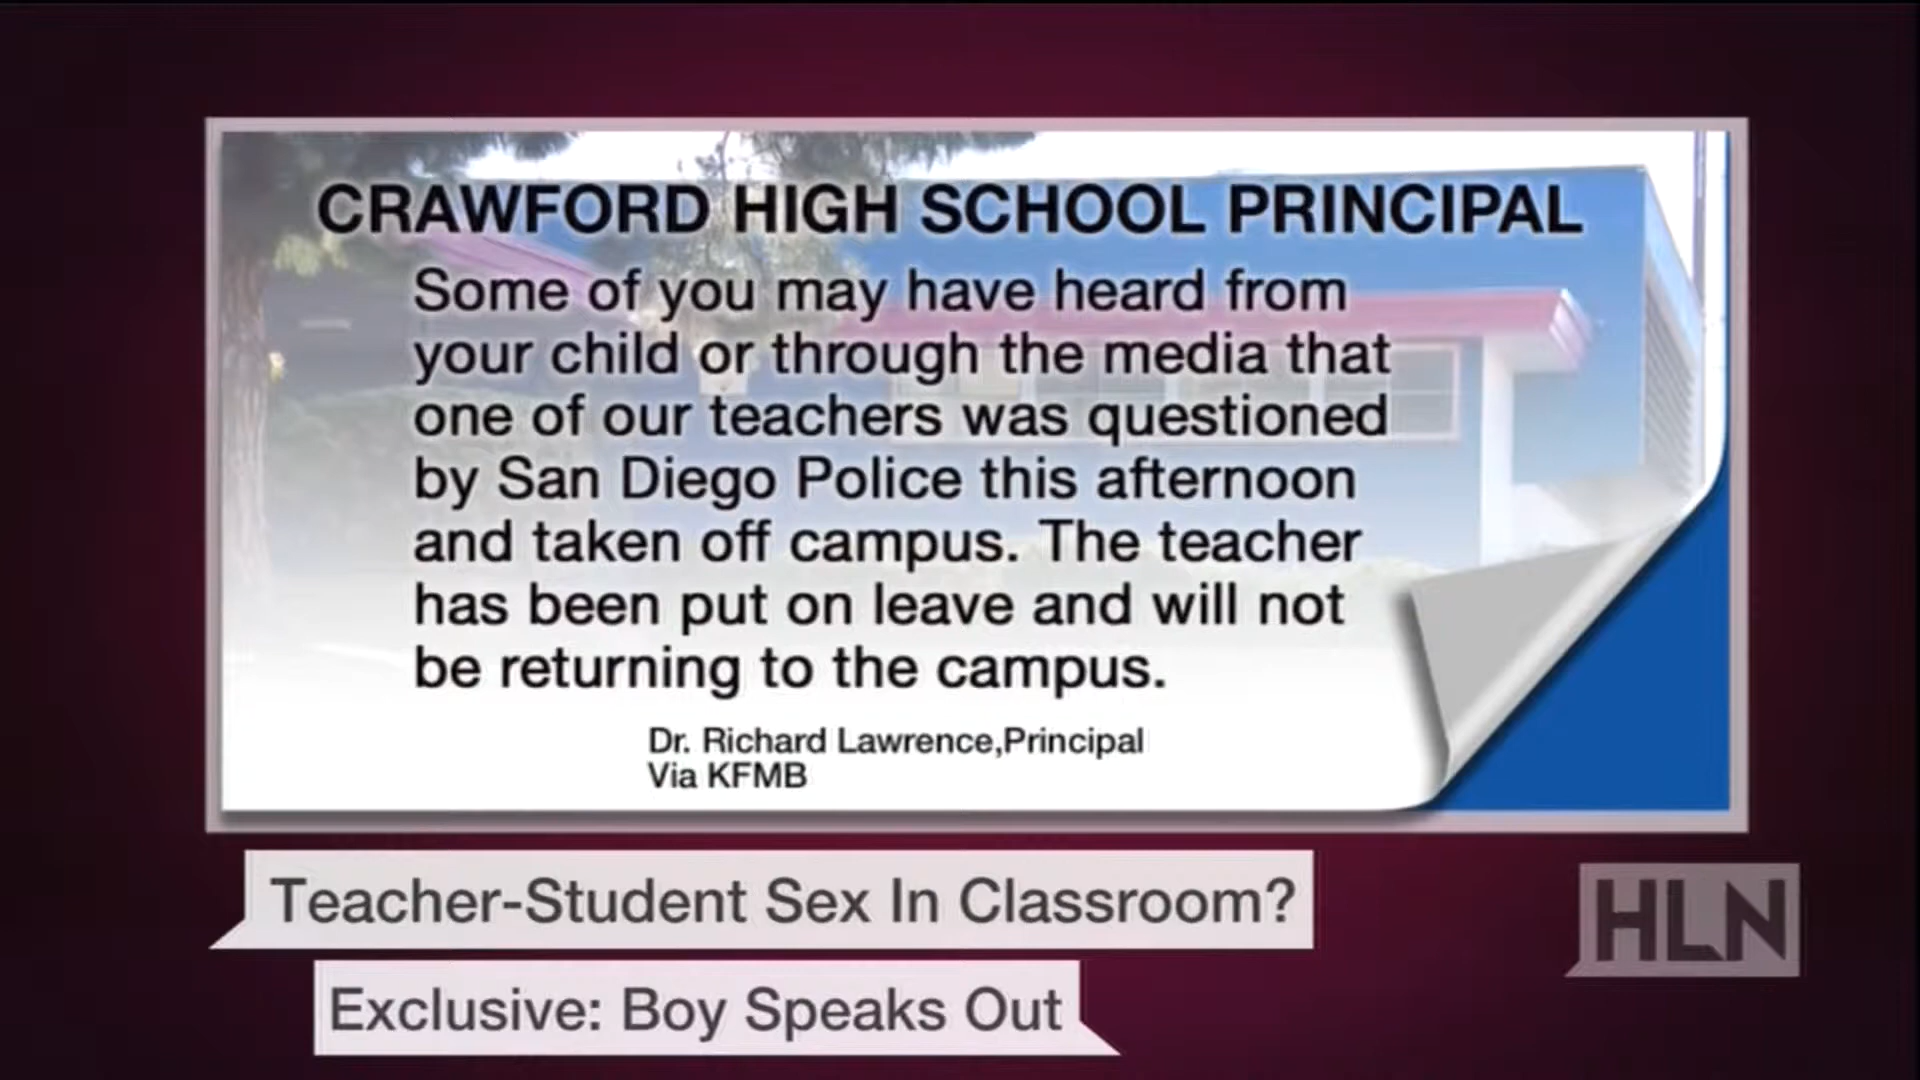 CRAWFORD HIGH SCHOOL PRINCIPAL
Some of you may have heard from
your child or through the media that
one of our teachers was questioned
by San Diego Police this afternoon
and taken off campus. The teacher
has been put on leave and will not
be returning to the campus.
Dr. Richard Lawrence,Principal
Via KFMB
Teacher-Student Sex In Classroom?
HLN
Exclusive: Boy Speaks Out